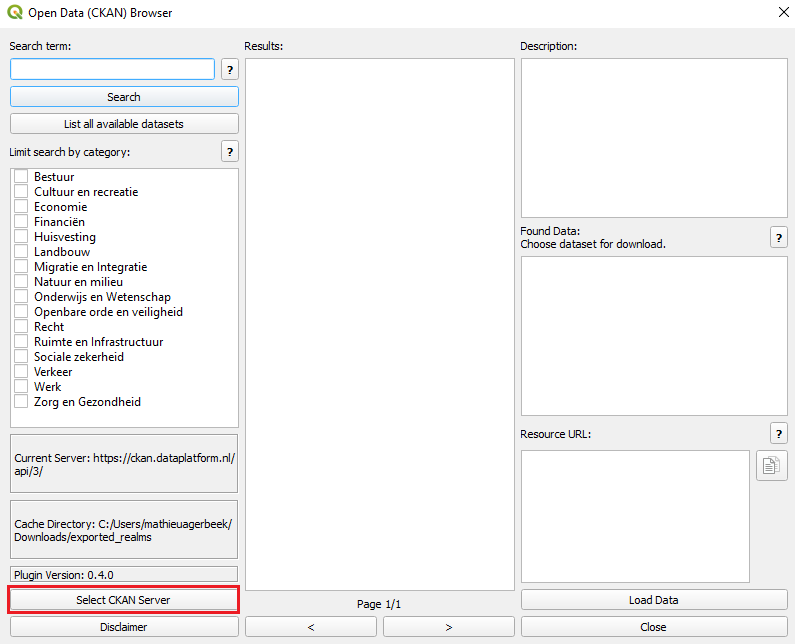 Open Data (CKAN) Browser
Search term:
?
Search
List all available datasets
Limit search by category:
?
Bestuur
Cultuur en recreatie
Economie
Financiën
Huisvesting
Landbouw
Migratie en Integratie
Natuur en milieu
Onderwijs en Wetenschap
Openbare orde en veiligheid
Recht
Ruimte en Infrastructuur
Sociale zekerheid
Verkeer
Werk
Zorg en Gezondheid
Current Server: https://ckan.dataplatform.nl/
api/3/
Cache Directory: C:/Users/mathieuagerbeek/
Downloads/exported_realms
Plugin Version: 0.4.0
Select CKAN Server
Disclaimer
Results:
Page 1/1
<
>
Description:
Found Data:
Choose dataset for download.
?
Resource URL:
?
Load Data
Close